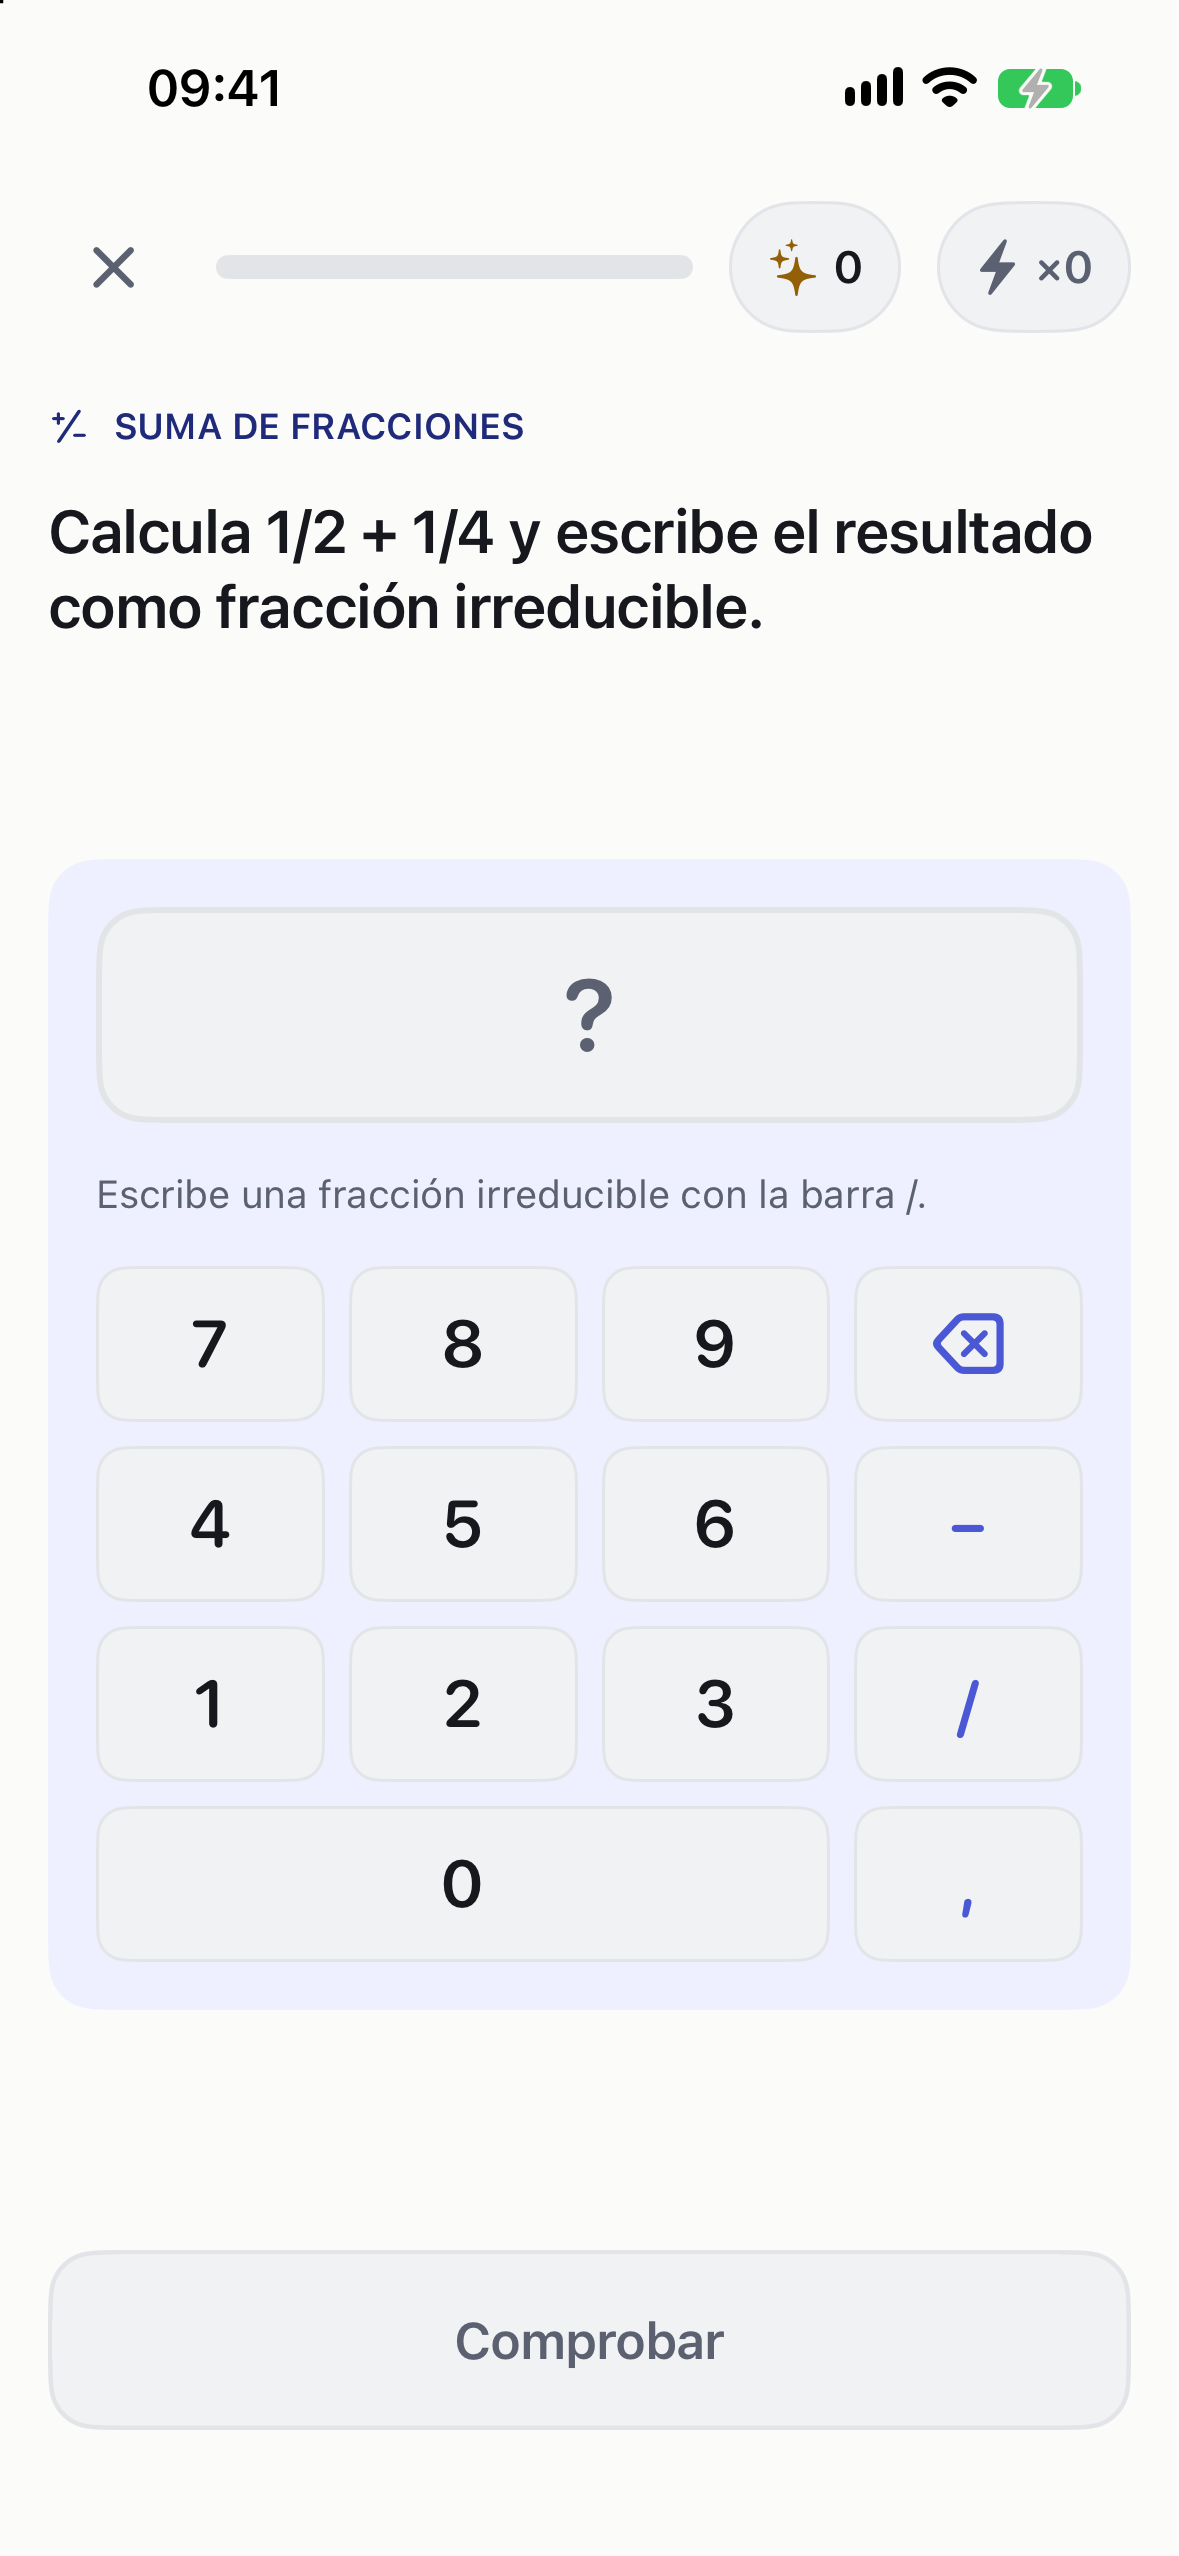 09:41
0
×0
SUMA DE FRACCIONES
Calcula 1/2 + 1/4 y escribe el resultado
como fracción irreducible.
?
Escribe una fracción irreducible con la barra /.
7 8 9
4 5 6 −
1 2 3 /
0 ,
Comprobar